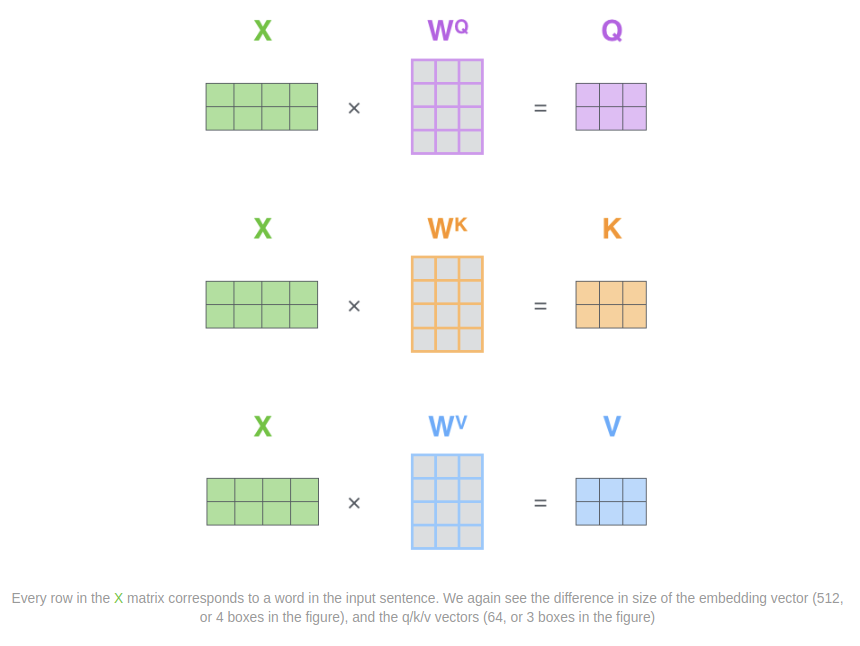 X W^Q Q
× =
X W^K K
× =
X W^V V
× =
Every row in the X matrix corresponds to a word in the input sentence. We again see the difference in size of the embedding vector (512,
or 4 boxes in the figure), and the q/k/v vectors (64, or 3 boxes in the figure)